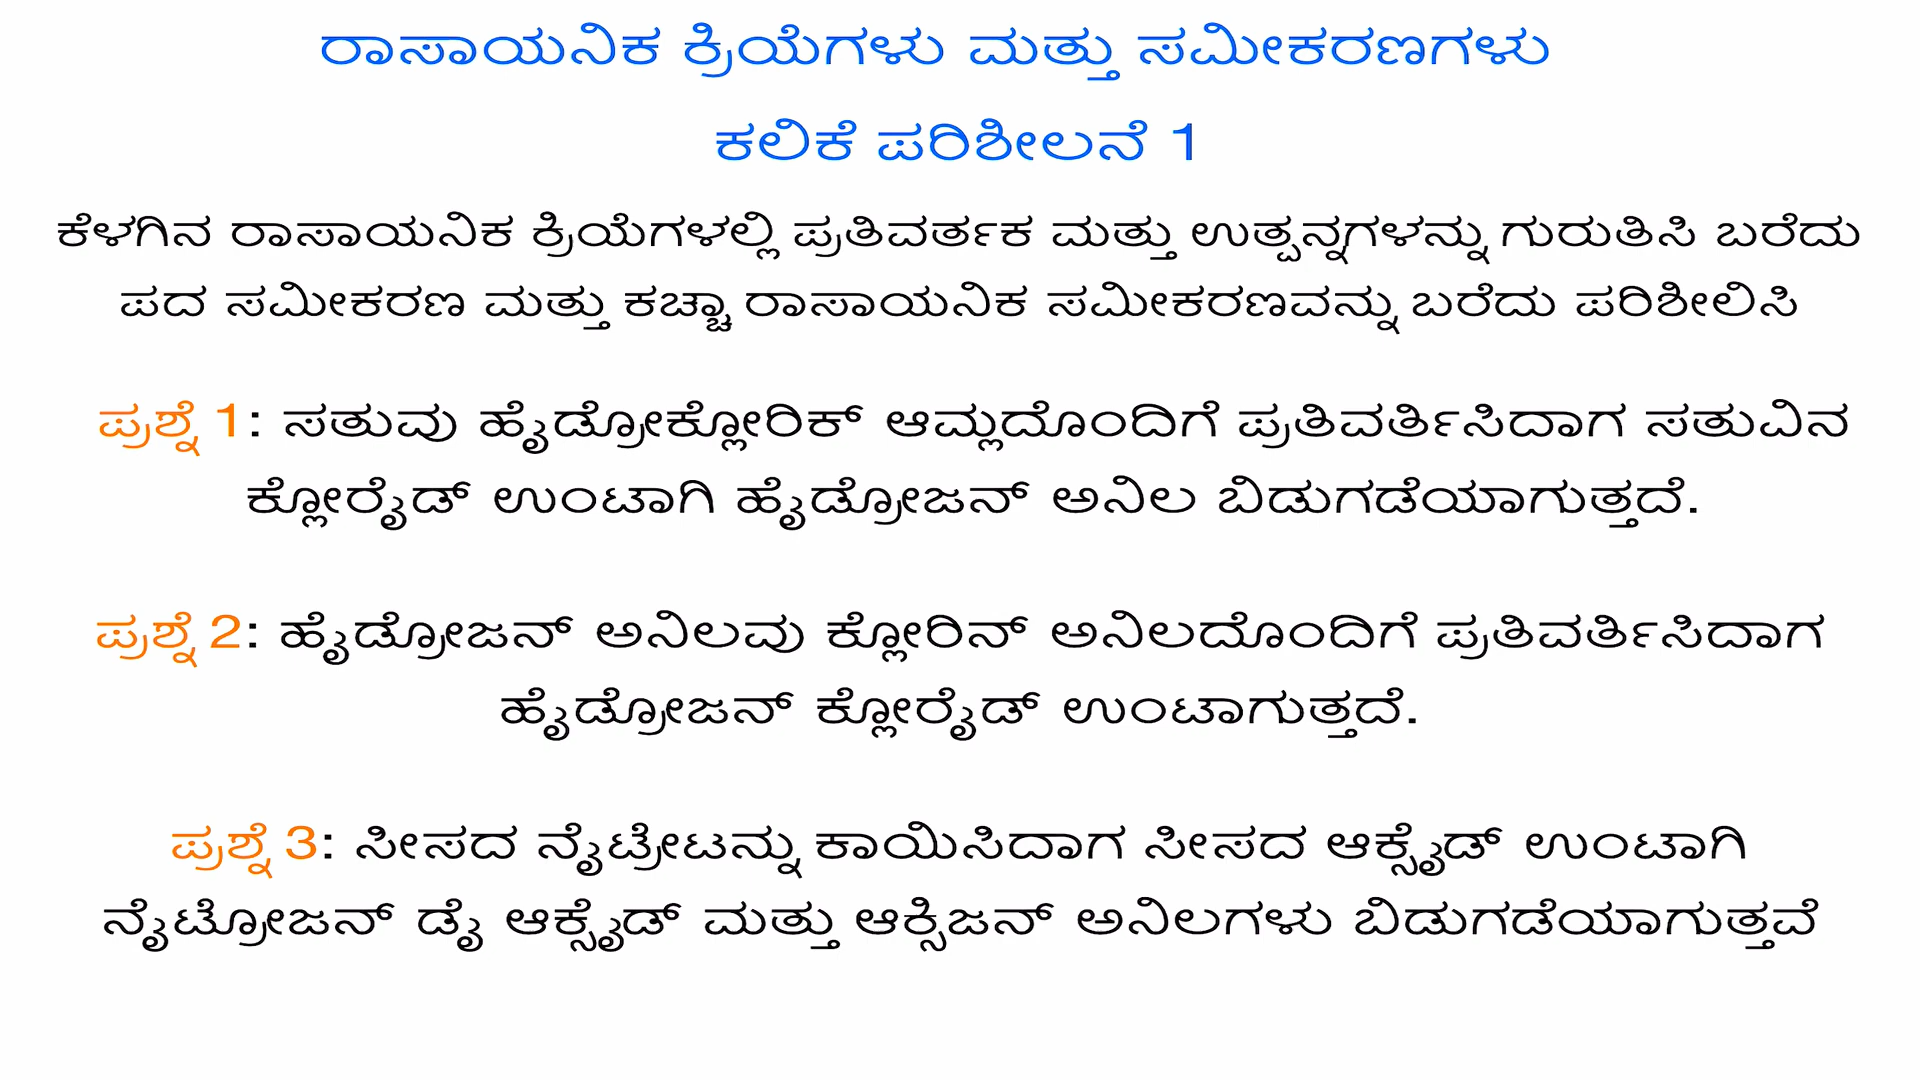 ರಾಸಾಯನಿಕ ಕ್ರಿಯೆಗಳು ಮತ್ತು ಸಮೀಕರಣಗಳು
ಕಲಿಕೆ ಪರಿಶೀಲನೆ 1
ಕೆಳಗಿನ ರಾಸಾಯನಿಕ ಕ್ರಿಯೆಗಳಲ್ಲಿ ಪ್ರತಿವರ್ತಕ ಮತ್ತು ಉತ್ಪನ್ನಗಳನ್ನು ಗುರುತಿಸಿ ಬರೆದು
ಪದ ಸಮೀಕರಣ ಮತ್ತು ಕಚ್ಚಾ ರಾಸಾಯನಿಕ ಸಮೀಕರಣವನ್ನು ಬರೆದು ಪರಿಶೀಲಿಸಿ
ಪ್ರಶ್ನೆ 1: ಸತುವು ಹೈಡ್ರೋಕ್ಲೋರಿಕ್ ಆಮ್ಲದೊಂದಿಗೆ ಪ್ರತಿವರ್ತಿಸಿದಾಗ ಸತುವಿನ
ಕ್ಲೋರೈಡ್ ಉಂಟಾಗಿ ಹೈಡ್ರೋಜನ್ ಅನಿಲ ಬಿಡುಗಡೆಯಾಗುತ್ತದೆ.
ಪ್ರಶ್ನೆ 2: ಹೈಡ್ರೋಜನ್ ಅನಿಲವು ಕ್ಲೋರಿನ್ ಅನಿಲದೊಂದಿಗೆ ಪ್ರತಿವರ್ತಿಸಿದಾಗ
ಹೈಡ್ರೋಜನ್ ಕ್ಲೋರೈಡ್ ಉಂಟಾಗುತ್ತದೆ.
ಪ್ರಶ್ನೆ 3: ಸೀಸದ ನೈಟ್ರೇಟನ್ನು ಕಾಯಿಸಿದಾಗ ಸೀಸದ ಆಕ್ಸೈಡ್ ಉಂಟಾಗಿ
ನೈಟ್ರೋಜನ್ ಡೈ ಆಕ್ಸೈಡ್ ಮತ್ತು ಆಕ್ಸಿಜನ್ ಅನಿಲಗಳು ಬಿಡುಗಡೆಯಾಗುತ್ತವೆ